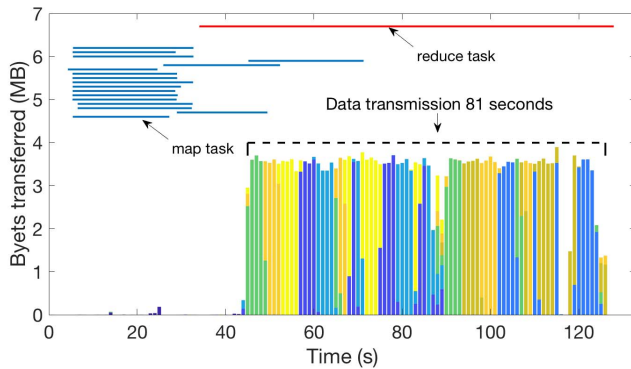 7
6
5
4
3
2
1
0
Byets transferred (MB)
reduce task
Data transmission 81 seconds
map task
0 20 40 60 80 100 120
Time (s)